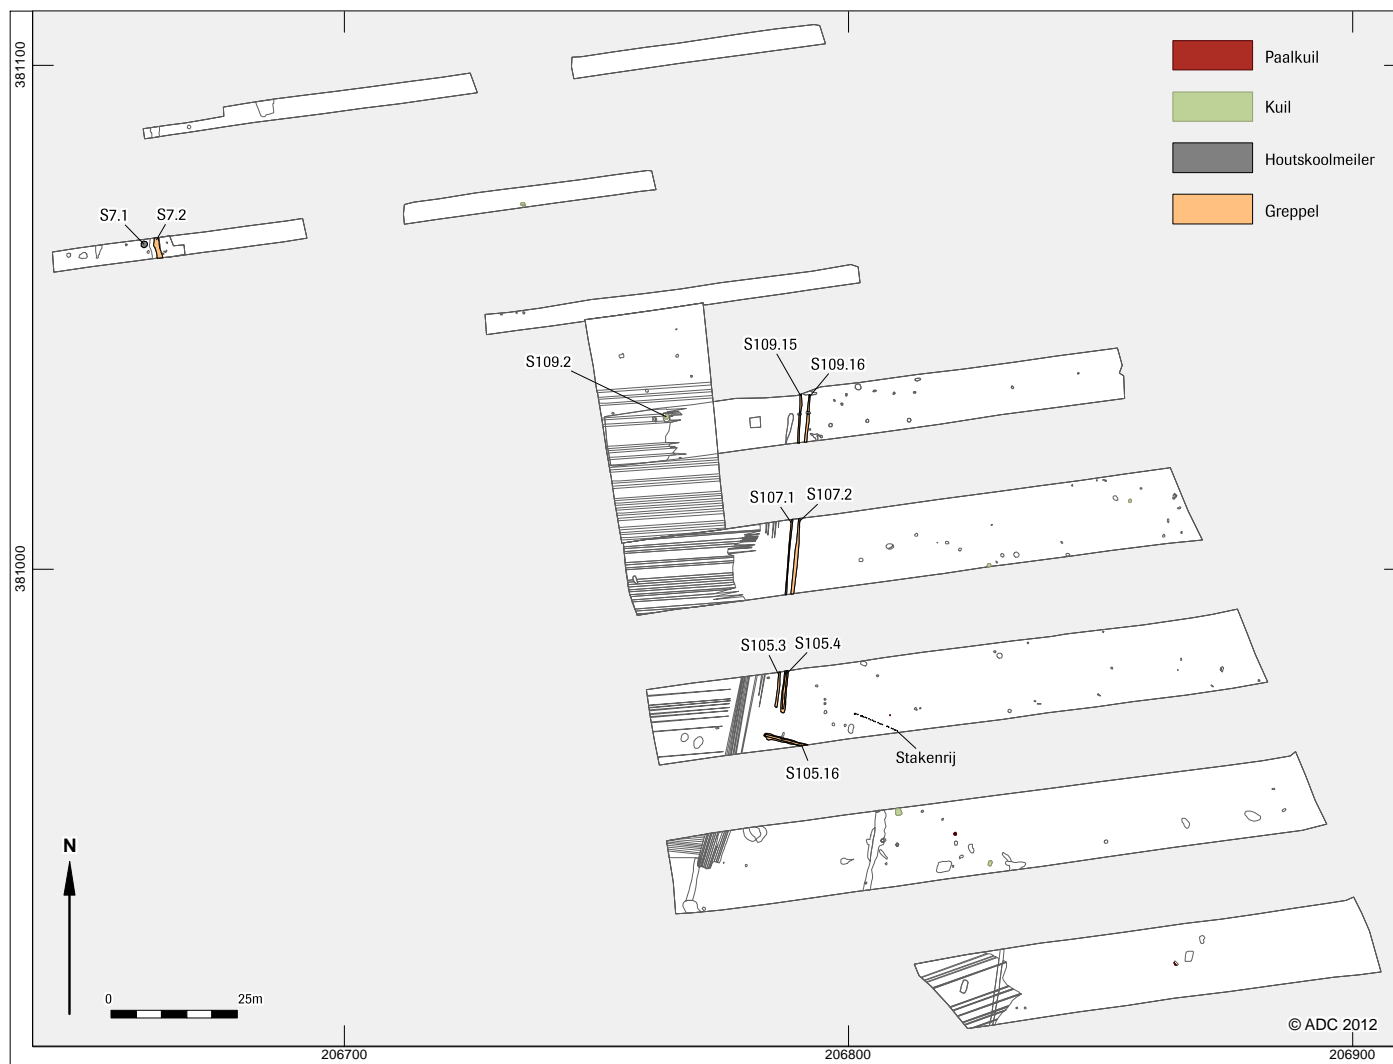 381100
Paalkuil
Kuil
Houtskoolmeiler
Greppel
S7.1
S7.2
S109.15
S109.16
S109.2
S107.1
S107.2
381000
S105.3
S105.4
Stakenrij
S105.16
N
0
25m
© ADC 2012
206700
206800
206900